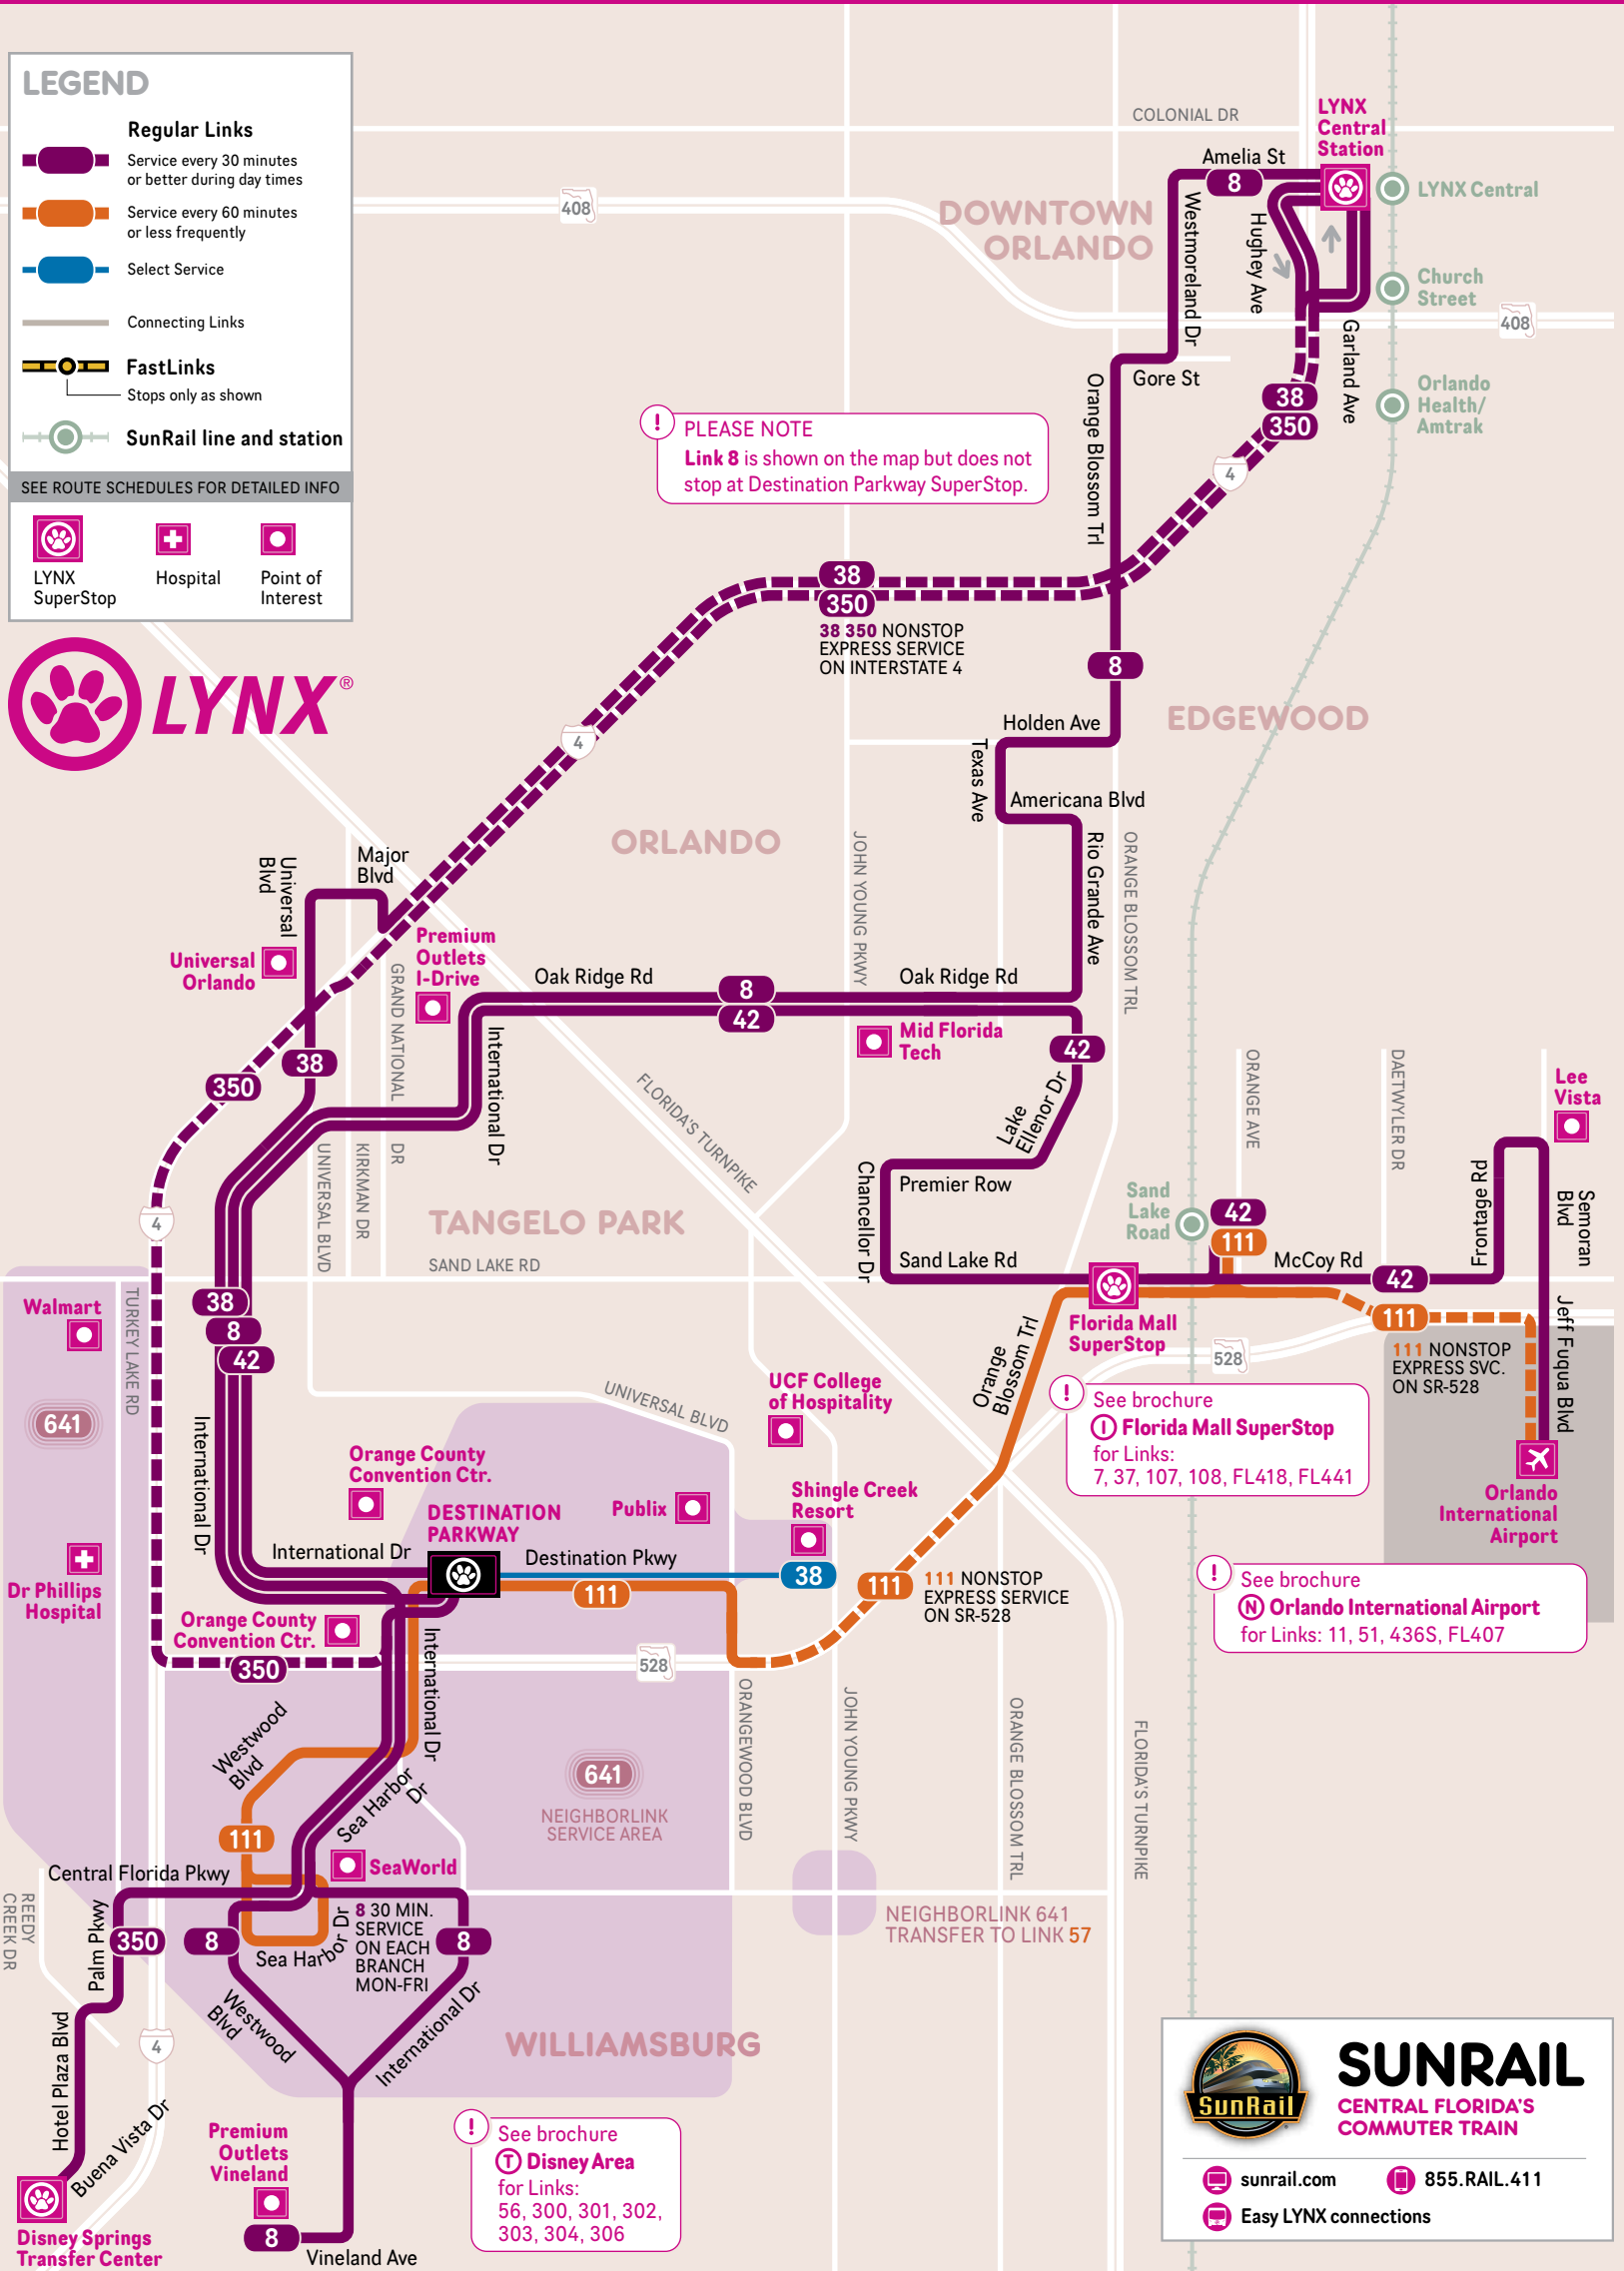 LEGEND
Regular Links
Service every 30 minutes
or better during day times
Service every 60 minutes
or less frequently
Select Service
Connecting Links
FastLinks
Stops only as shown
SunRail line and station
SEE ROUTE SCHEDULES FOR DETAILED INFO
LYNX
SuperStop
Hospital
Point of
Interest
LYNX®
COLONIAL DR
LYNX
Central
Station
Amelia St
8
LYNX Central
408
DOWNTOWN
ORLANDO
Westmoreland Dr
Hughey Ave
Church
Street
408
Garland Ave
Gore St
Orange Blossom Trl
Orlando
Health/
Amtrak
38
350
4
!
PLEASE NOTE
Link 8 is shown on the map but does not
stop at Destination Parkway SuperStop.
38
350
38 350 NONSTOP
EXPRESS SERVICE
ON INTERSTATE 4
8
4
Holden Ave
EDGEWOOD
Texas Ave
Americana Blvd
ORLANDO
Major
Blvd
Universal
Blvd
JOHN YOUNG PKWY
Rio Grande Ave
ORANGE BLOSSOM TRL
Universal
Orlando
Premium
Outlets
I-Drive
GRAND NATIONAL
DR
Oak Ridge Rd
8
42
Oak Ridge Rd
Mid Florida
Tech
42
International Dr
38
350
FLORIDA'S TURNPIKE
Lake
Ellenor Dr
ORANGE AVE
DAETWYLER DR
Lee
Vista
UNIVERSAL BLVD
KIRKMAN DR
Chancellor Dr
Premier Row
Sand
Lake
Road
42
111
Frontage Rd
Semoran
Blvd
4
TANGELO PARK
SAND LAKE RD
Sand Lake Rd
McCoy Rd
42
Walmart
TURKEY LAKE RD
38
8
42
Florida Mall
SuperStop
111
528
Jeff Fuqua Blvd
111 NONSTOP
EXPRESS SVC.
ON SR-528
Orange
Blossom Trl
641
UNIVERSAL BLVD
UCF College
of Hospitality
!
See brochure
I Florida Mall SuperStop
for Links:
7, 37, 107, 108, FL418, FL441
International Dr
Orange County
Convention Ctr.
DESTINATION
PARKWAY
Publix
Shingle Creek
Resort
Orlando
International
Airport
International Dr
Destination Pkwy
38
111
111
111 NONSTOP
EXPRESS SERVICE
ON SR-528
!
See brochure
N Orlando International Airport
for Links: 11, 51, 436S, FL407
Dr Phillips
Hospital
Orange County
Convention Ctr.
350
International Dr
528
Westwood
Blvd
ORANGEWOOD BLVD
JOHN YOUNG PKWY
ORANGE BLOSSOM TRL
FLORIDA'S TURNPIKE
Sea Harbor
Dr
641
NEIGHBORLINK
SERVICE AREA
111
SeaWorld
Central Florida Pkwy
REEDY
CREEK DR
Palm Pkwy
350
8
Sea Harbor Dr
8 30 MIN.
SERVICE
ON EACH
BRANCH
MON-FRI
8
NEIGHBORLINK 641
TRANSFER TO LINK 57
Westwood
Blvd
International Dr
WILLIAMSBURG
Hotel Plaza Blvd
4
Buena Vista Dr
Premium
Outlets
Vineland
8
Vineland Ave
Disney Springs
Transfer Center
!
See brochure
T Disney Area
for Links:
56, 300, 301, 302,
303, 304, 306
SunRail
SUNRAIL
CENTRAL FLORIDA'S
COMMUTER TRAIN
sunrail.com
855.RAIL.411
Easy LYNX connections